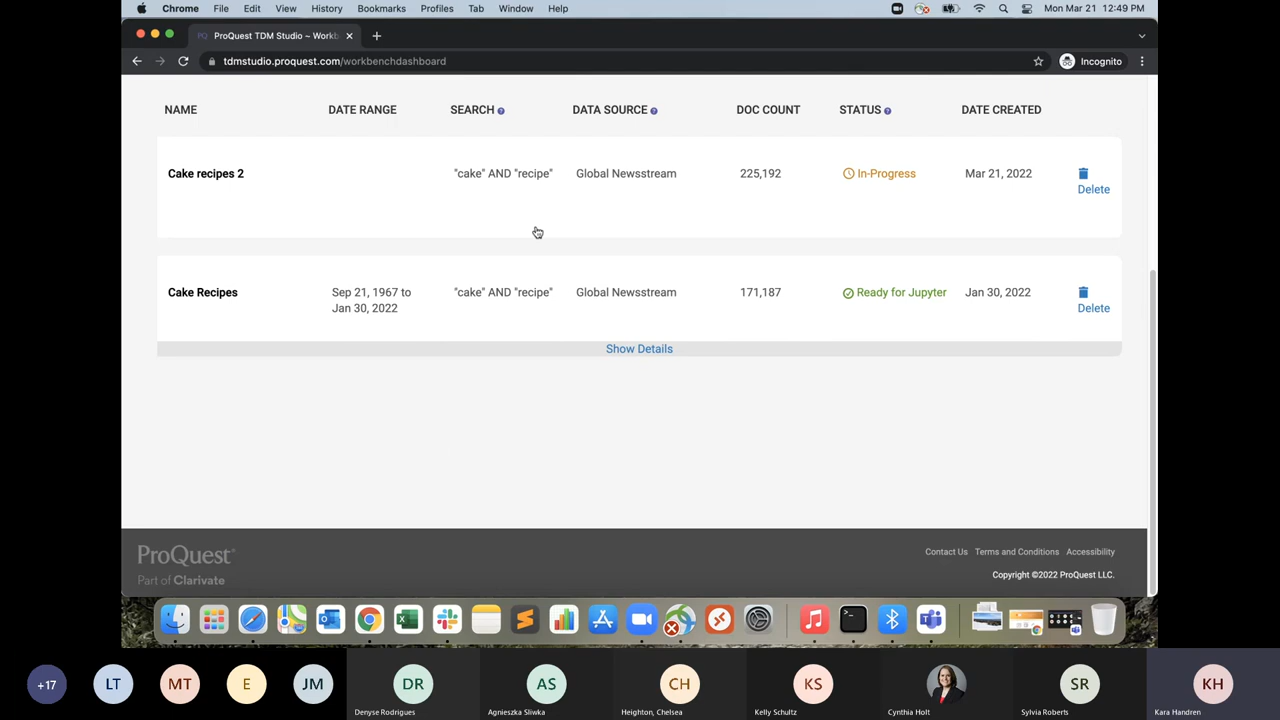 Chrome File Edit View History Bookmarks Profiles Tab Window Help Mon Mar 21 12:49 PM
ProQuest TDM Studio ~ Workb
tdmstudio.proquest.com/workbenchdashboard Incognito
NAME DATE RANGE SEARCH DATA SOURCE DOC COUNT STATUS DATE CREATED
Cake recipes 2 "cake" AND "recipe" Global Newsstream 225,192 In-Progress Mar 21, 2022
Delete
Cake Recipes Sep 21, 1967 to "cake" AND "recipe" Global Newsstream 171,187 Ready for Jupyter Jan 30, 2022
Jan 30, 2022 Delete
Show Details
ProQuest
Part of Clarivate
Contact Us Terms and Conditions Accessibility
Copyright ©2022 ProQuest LLC.
+17 LT MT E JM DR AS CH KS SR KH
Denyse Rodrigues Agnieszka Sliwka Heighton, Chelsea Kelly Schultz Cynthia Holt Sylvia Roberts Kara Handren